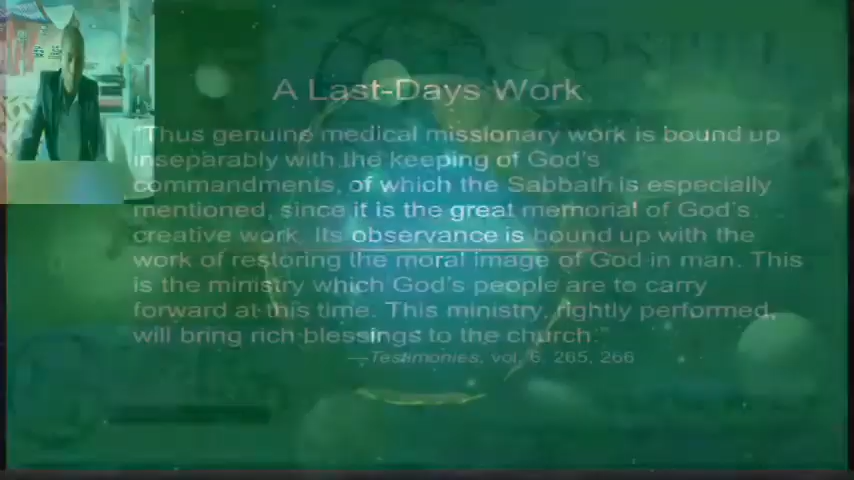 GOSPEL
A Last-Days Work
"Thus genuine medical missionary work is bound up
inseparably with the keeping of God's
commandments, of which the Sabbath is especially
mentioned, since it is the great memorial of God's
creative work. Its observance is bound up with the
work of restoring the moral image of God in man. This
is the ministry which God's people are to carry
forward at this time. This ministry, rightly performed,
will bring rich blessings to the church."
—Testimonies, vol. 6, 265, 266